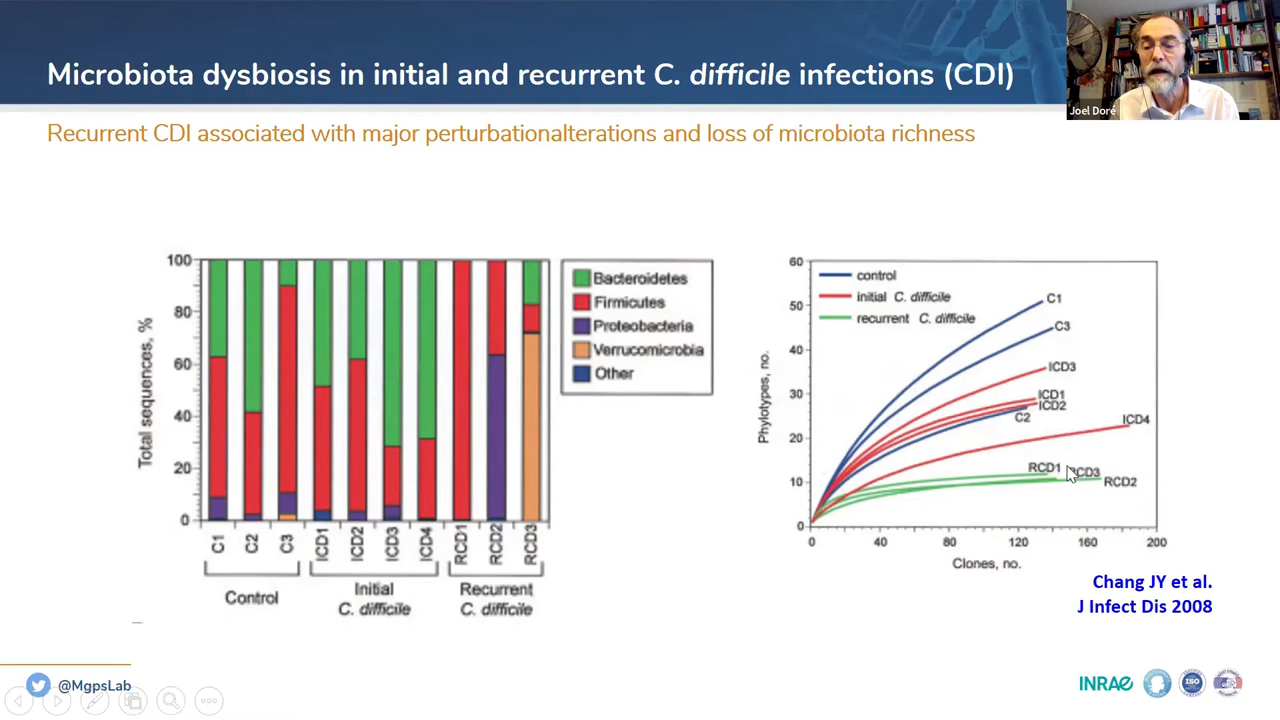 Microbiota dysbiosis in initial and recurrent C. difficile infections (CDI)
Joel Doré
Recurrent CDI associated with major perturbationalterations and loss of microbiota richness
100
80
60
40
20
0
Total sequences, %
C1
C2
C3
ICD1
ICD2
ICD3
ICD4
RCD1
RCD2
RCD3
Control
Initial
C. difficile
Recurrent
C. difficile
Bacteroidetes
Firmicutes
Proteobacteria
Verrucomicrobia
Other
60
50
40
30
20
10
0
Phylotypes, no.
control
initial C. difficile
recurrent C. difficile
C1
C3
ICD3
ICD1
ICD2
C2
ICD4
RCD1
RCD3
RCD2
0
40
80
120
160
200
Clones, no.
Chang JY et al.
J Infect Dis 2008
@MgpsLab
INRAE
ISO